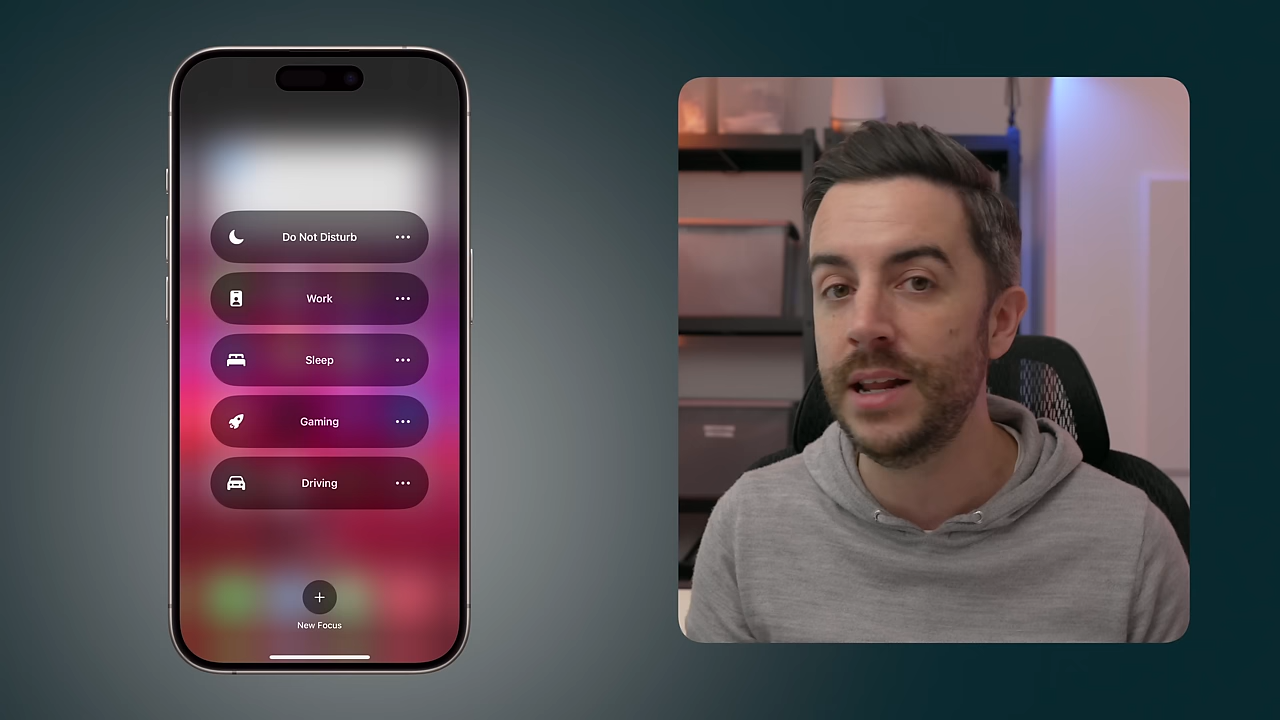 Do Not Disturb
Work
Sleep
Gaming
Driving
New Focus